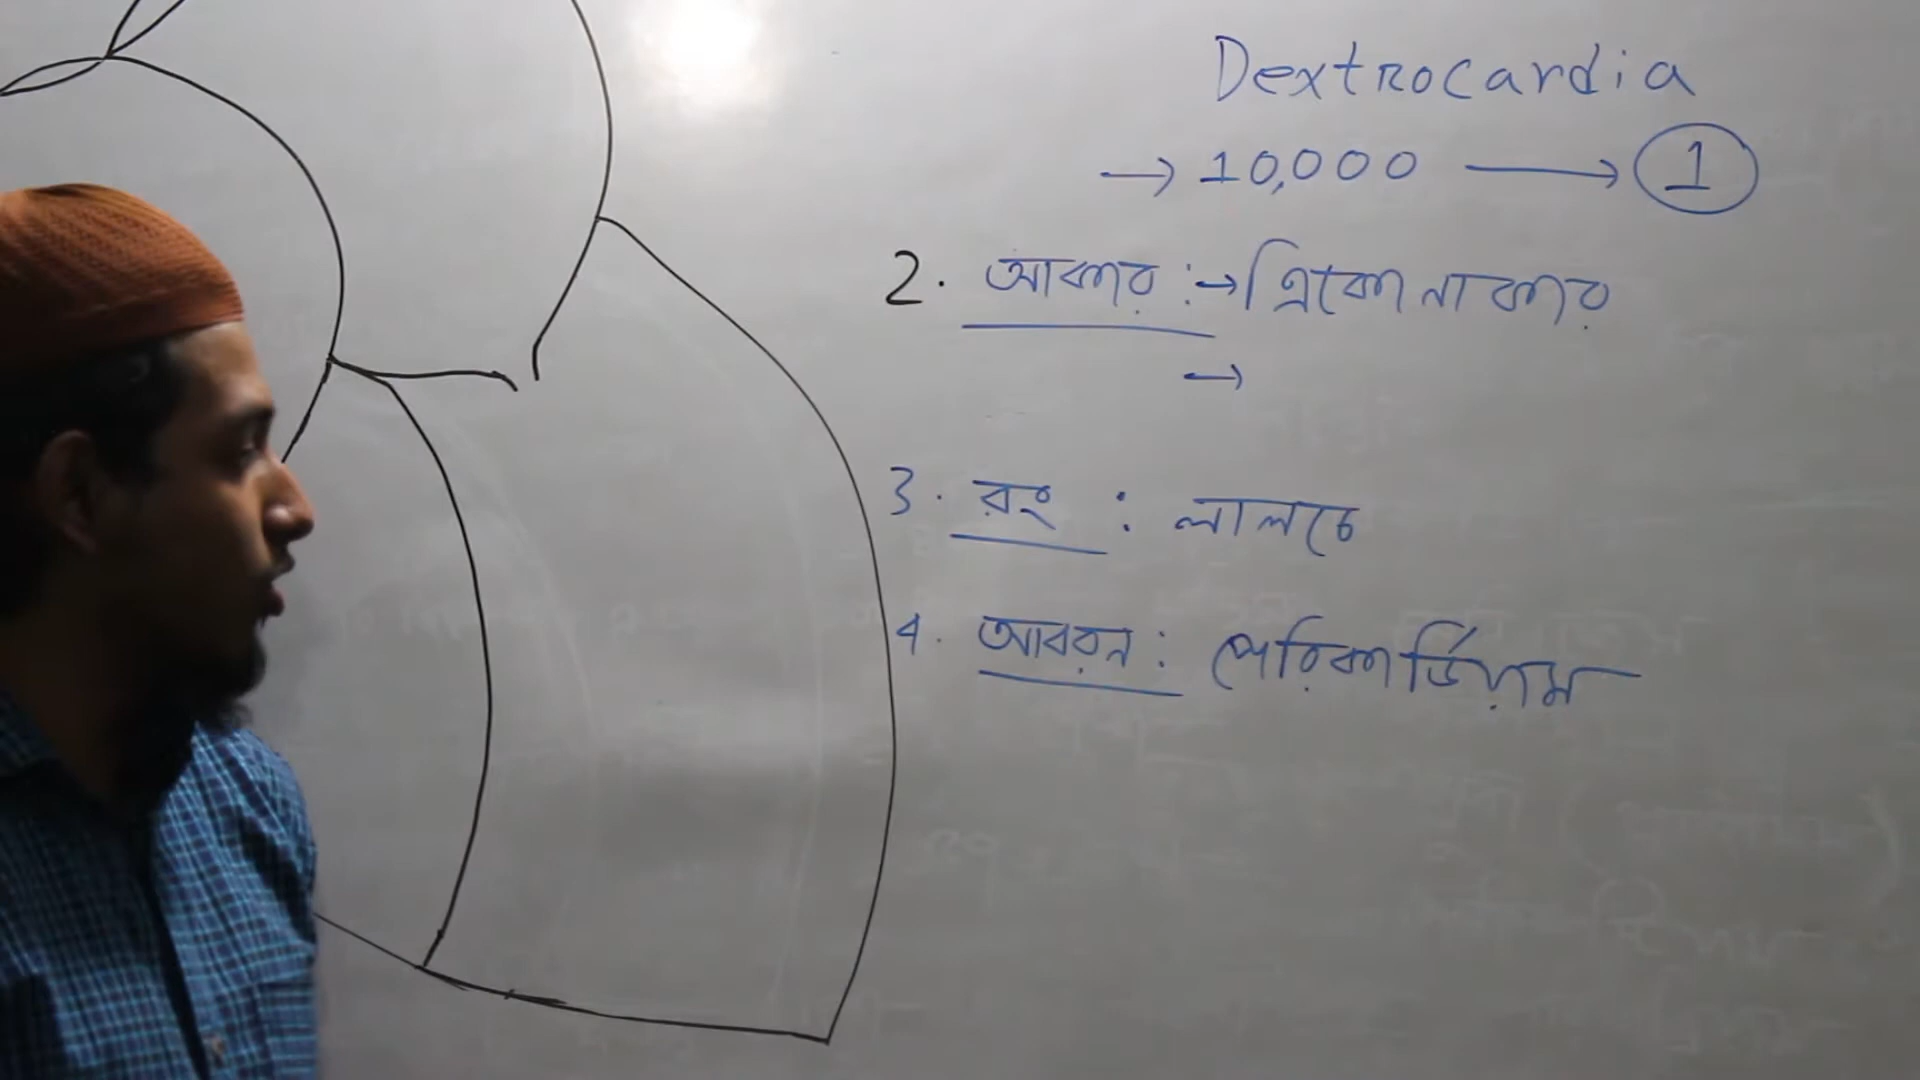 Dextrocardia
→ 10,000 ⟶ 1
2. আকার :→ ত্রিকোনাকার
→
3. রং : লালচে
4. আবরন : পেরিকার্ডিয়াম